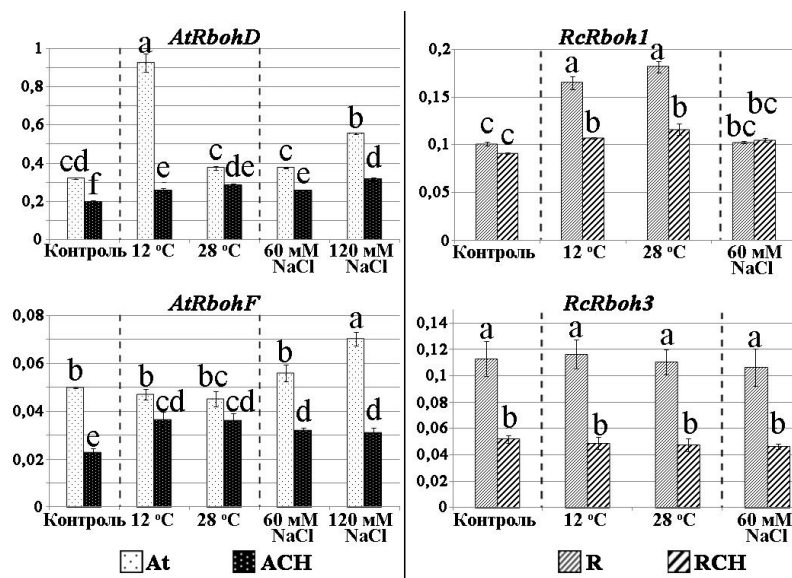 AtRbohD
1
0,8
0,6
0,4
0,2
0
cd
f
a
e
c
de
c
e
b
d
Контроль 12 °C 28 °C 60 мМ NaCl 120 мМ NaCl
RcRboh1
0,2
0,15
0,1
0,05
0
c
c
a
b
a
b
bc
bc
Контроль 12 °C 28 °C 60 мМ NaCl
AtRbohF
0,08
0,06
0,04
0,02
0
b
e
b
cd
bc
cd
b
d
a
d
Контроль 12 °C 28 °C 60 мМ NaCl 120 мМ NaCl
At ACH
RcRboh3
0,14
0,12
0,1
0,08
0,06
0,04
0,02
0
a
b
a
b
a
b
a
b
Контроль 12 °C 28 °C 60 мМ NaCl
R RCH